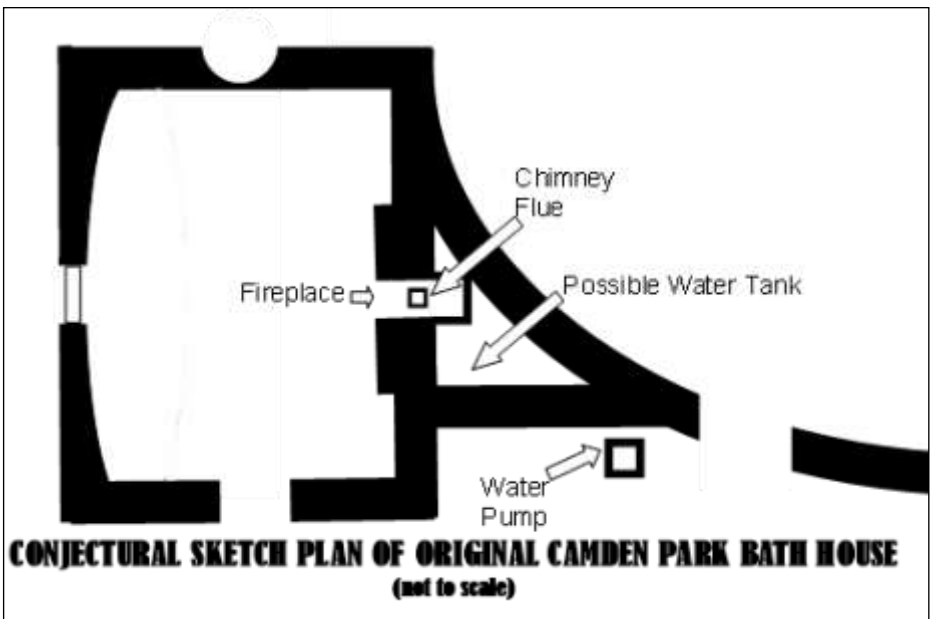 Chimney
Flue
Fireplace
Possible Water Tank
Water
Pump
CONJECTURAL SKETCH PLAN OF ORIGINAL CAMDEN PARK BATH HOUSE
(not to scale)